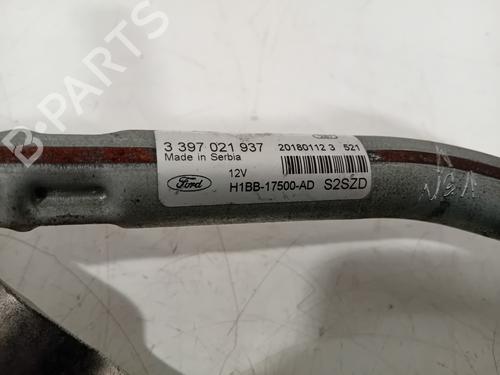 B-PARTS
3 397 021 937
Made in Serbia
20180112 3 521
12V
Ford
H1BB-17500-AD S2SZD